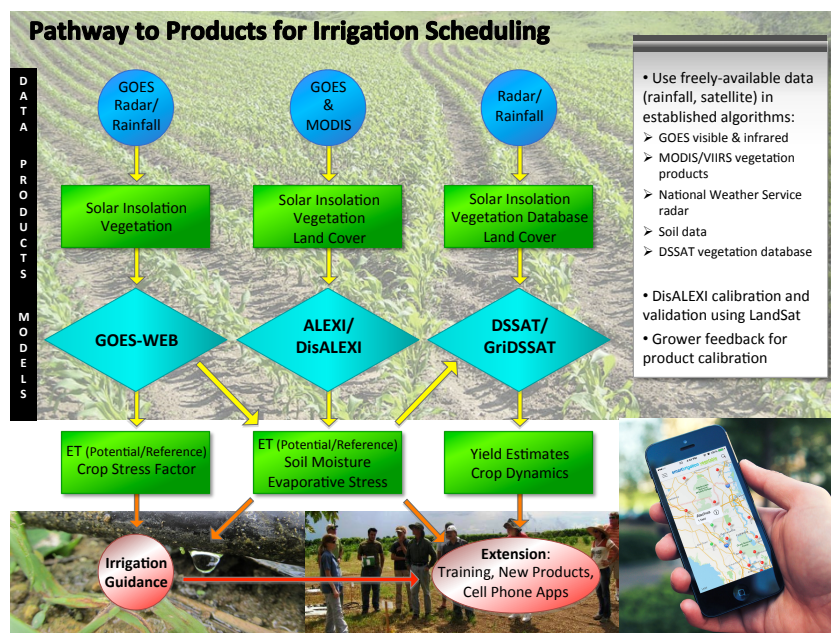 Pathway to Products for Irrigation Scheduling
DATA
PRODUCTS
MODELS
GOES
Radar/
Rainfall
GOES
&
MODIS
Radar/
Rainfall
Solar Insolation
Vegetation
Solar Insolation
Vegetation
Land Cover
Solar Insolation
Vegetation Database
Land Cover
GOES-WEB
ALEXI/
DisALEXI
DSSAT/
GriDSSAT
ET (Potential/Reference)
Crop Stress Factor
ET (Potential/Reference)
Soil Moisture
Evaporative Stress
Yield Estimates
Crop Dynamics
Irrigation
Guidance
Extension:
Training, New Products,
Cell Phone Apps
• Use freely-available data
(rainfall, satellite) in
established algorithms:
➢ GOES visible & infrared
➢ MODIS/VIIRS vegetation
products
➢ National Weather Service
radar
➢ Soil data
➢ DSSAT vegetation database
• DisALEXI calibration and
validation using LandSat
• Grower feedback for
product calibration